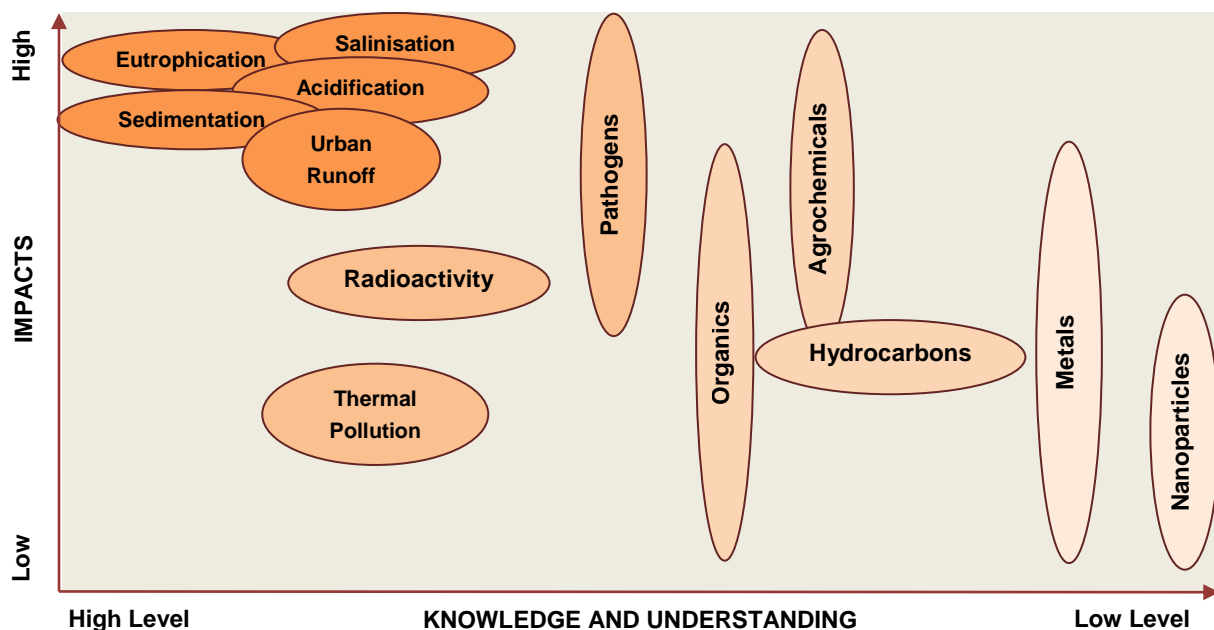 High
IMPACTS
Low
Eutrophication
Salinisation
Acidification
Sedimentation
Urban
Runoff
Radioactivity
Thermal
Pollution
Pathogens
Organics
Agrochemicals
Hydrocarbons
Metals
Nanoparticles
High Level
KNOWLEDGE AND UNDERSTANDING
Low Level